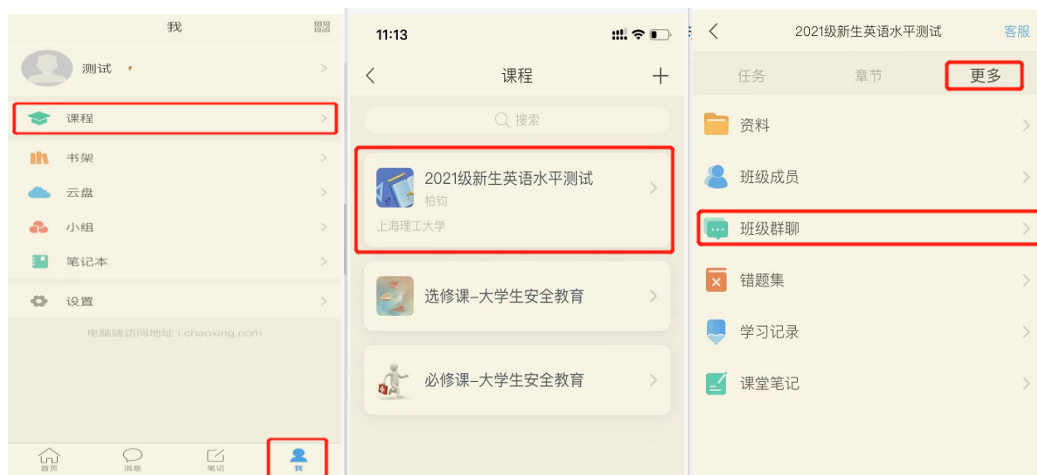 我
测试
课程
书架
云盘
小组
笔记本
设置
电脑端访问地址 i.chaoxing.com
首页
消息
笔记
我
11:13
课程
搜索
2021级新生英语水平测试
柏钧
上海理工大学
选修课-大学生安全教育
必修课-大学生安全教育
2021级新生英语水平测试 客服
任务 章节 更多
资料
班级成员
班级群聊
错题集
学习记录
课堂笔记